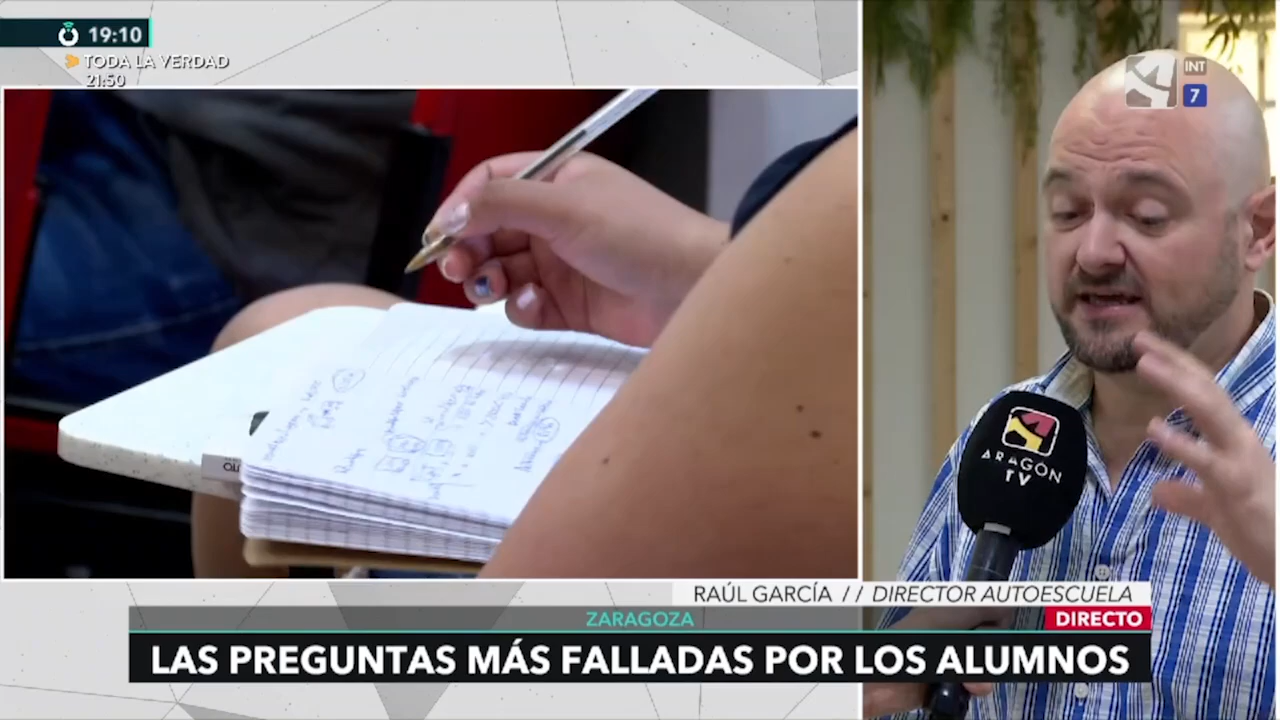 19:10
TODA LA VERDAD
21:50
INT
7
ARAGÓN
TV
RAÚL GARCÍA // DIRECTOR AUTOESCUELA
ZARAGOZA
DIRECTO
LAS PREGUNTAS MÁS FALLADAS POR LOS ALUMNOS